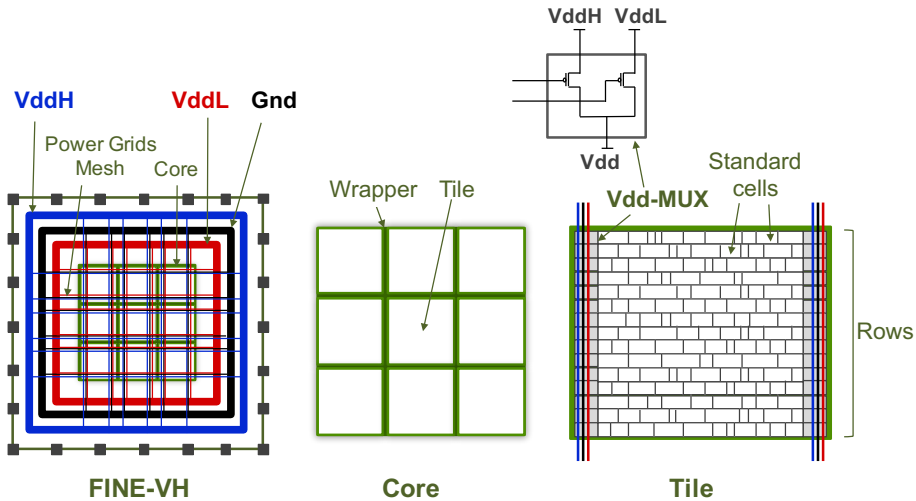 VddH VddL
VddH VddL Gnd
Power Grids
Mesh
Core
Vdd
Wrapper
Tile
Vdd-MUX
Standard
cells
Rows
FINE-VH
Core
Tile